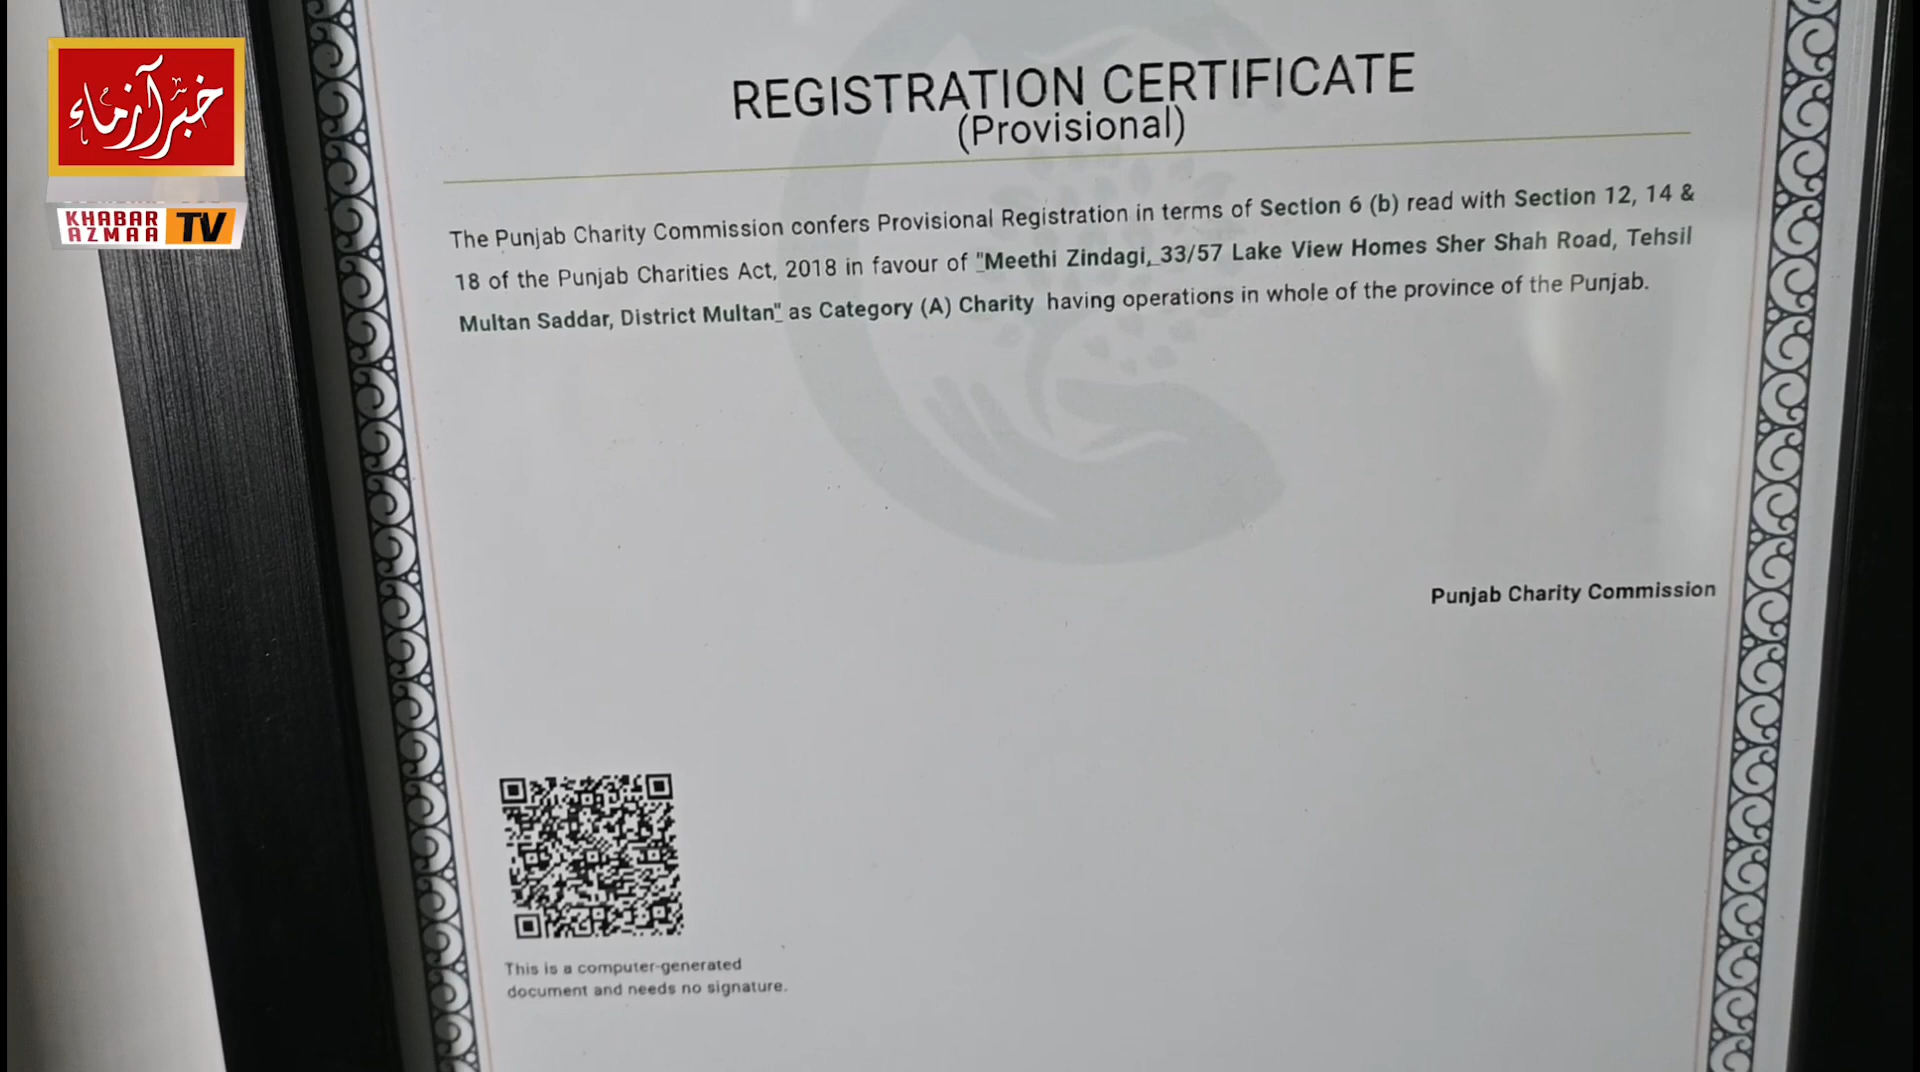 خبر آزماء
KHABAR
AZMAA TV
REGISTRATION CERTIFICATE
(Provisional)
The Punjab Charity Commission confers Provisional Registration in terms of Section 6 (b) read with Section 12, 14 &
18 of the Punjab Charities Act, 2018 in favour of "Meethi Zindagi, 33/57 Lake View Homes Sher Shah Road, Tehsil
Multan Saddar, District Multan" as Category (A) Charity having operations in whole of the province of the Punjab.
Punjab Charity Commission
This is a computer-generated
document and needs no signature.